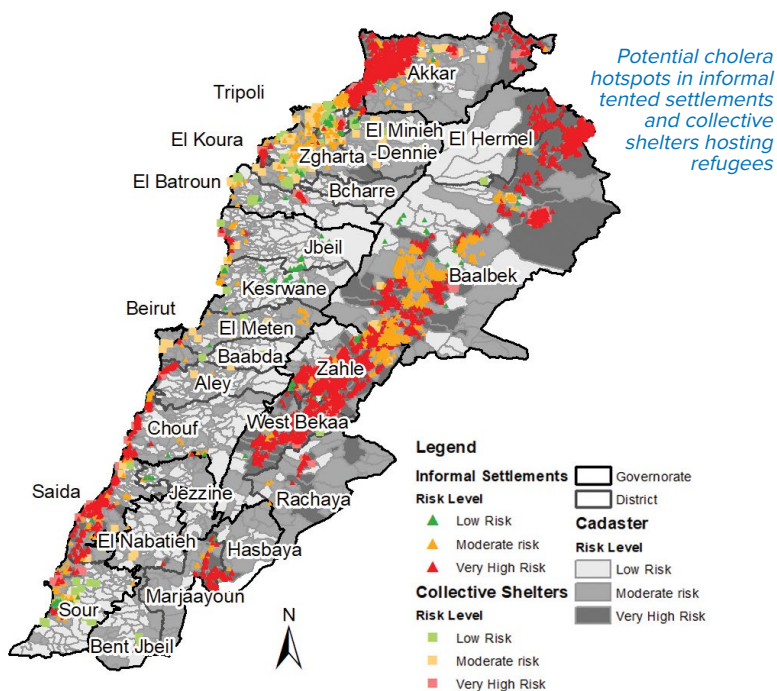 Potential cholera
hotspots in informal
tented settlements
and collective
shelters hosting
refugees
Akkar
Tripoli
El Minieh
-Dennie
El Hermel
El Koura
Zgharta
El Batroun
Bcharre
Jbeil
Baalbek
Kesrwane
Beirut
El Meten
Baabda
Zahle
Aley
West Bekaa
Chouf
Saida
Jezzine
Rachaya
El Nabatieh
Hasbaya
Marjaayoun
Sour
Bent Jbeil
N
Legend
Informal Settlements
Risk Level
Low Risk
Moderate risk
Very High Risk
Collective Shelters
Risk Level
Low Risk
Moderate risk
Very High Risk
Governorate
District
Cadaster
Risk Level
Low Risk
Moderate risk
Very High Risk